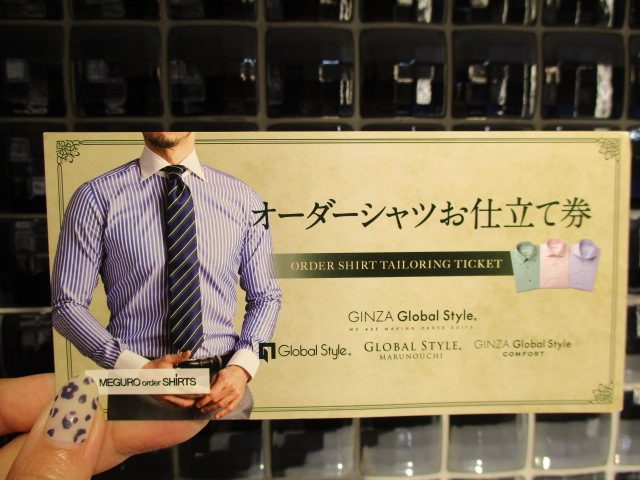 オーダーシャツお仕立て券
ORDER SHIRT TAILORING TICKET
GINZA Global Style.
WE ARE MAKING ORDER SUITS
Global Style.
GLOBAL STYLE.
MARUNOUCHI
GINZA Global Style
COMFORT
MEGURO order SHIRTS